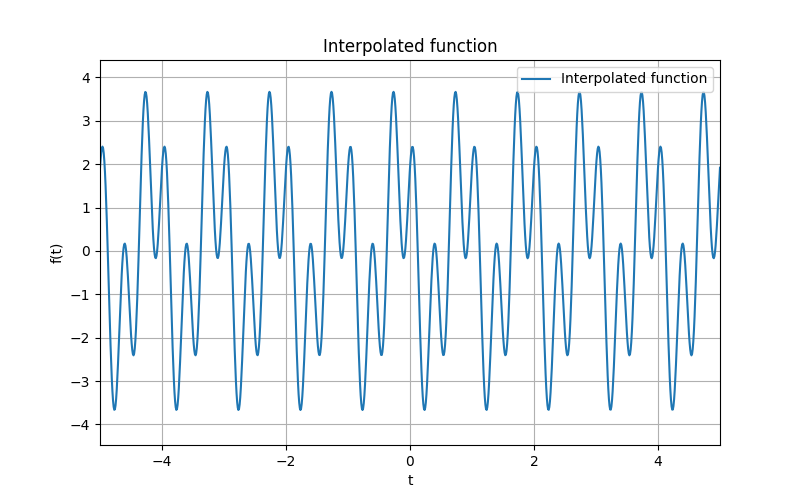 Interpolated function
Interpolated function
4
3
2
1
0
−1
−2
−3
−4
f(t)
−4 −2 0 2 4
t